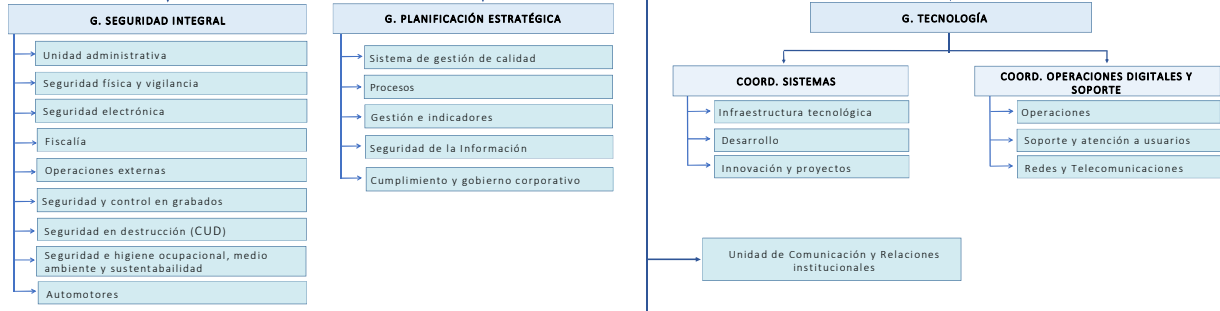 G. SEGURIDAD INTEGRAL
Unidad administrativa
Seguridad física y vigilancia
Seguridad electrónica
Fiscalía
Operaciones externas
Seguridad y control en grabados
Seguridad en destrucción (CUD)
Seguridad e higiene ocupacional, medio
ambiente y sustentabailidad
Automotores
G. PLANIFICACIÓN ESTRATÉGICA
Sistema de gestión de calidad
Procesos
Gestión e indicadores
Seguridad de la Información
Cumplimiento y gobierno corporativo
G. TECNOLOGÍA
COORD. SISTEMAS
Infraestructura tecnológica
Desarrollo
Innovación y proyectos
COORD. OPERACIONES DIGITALES Y
SOPORTE
Operaciones
Soporte y atención a usuarios
Redes y Telecomunicaciones
Unidad de Comunicación y Relaciones
institucionales